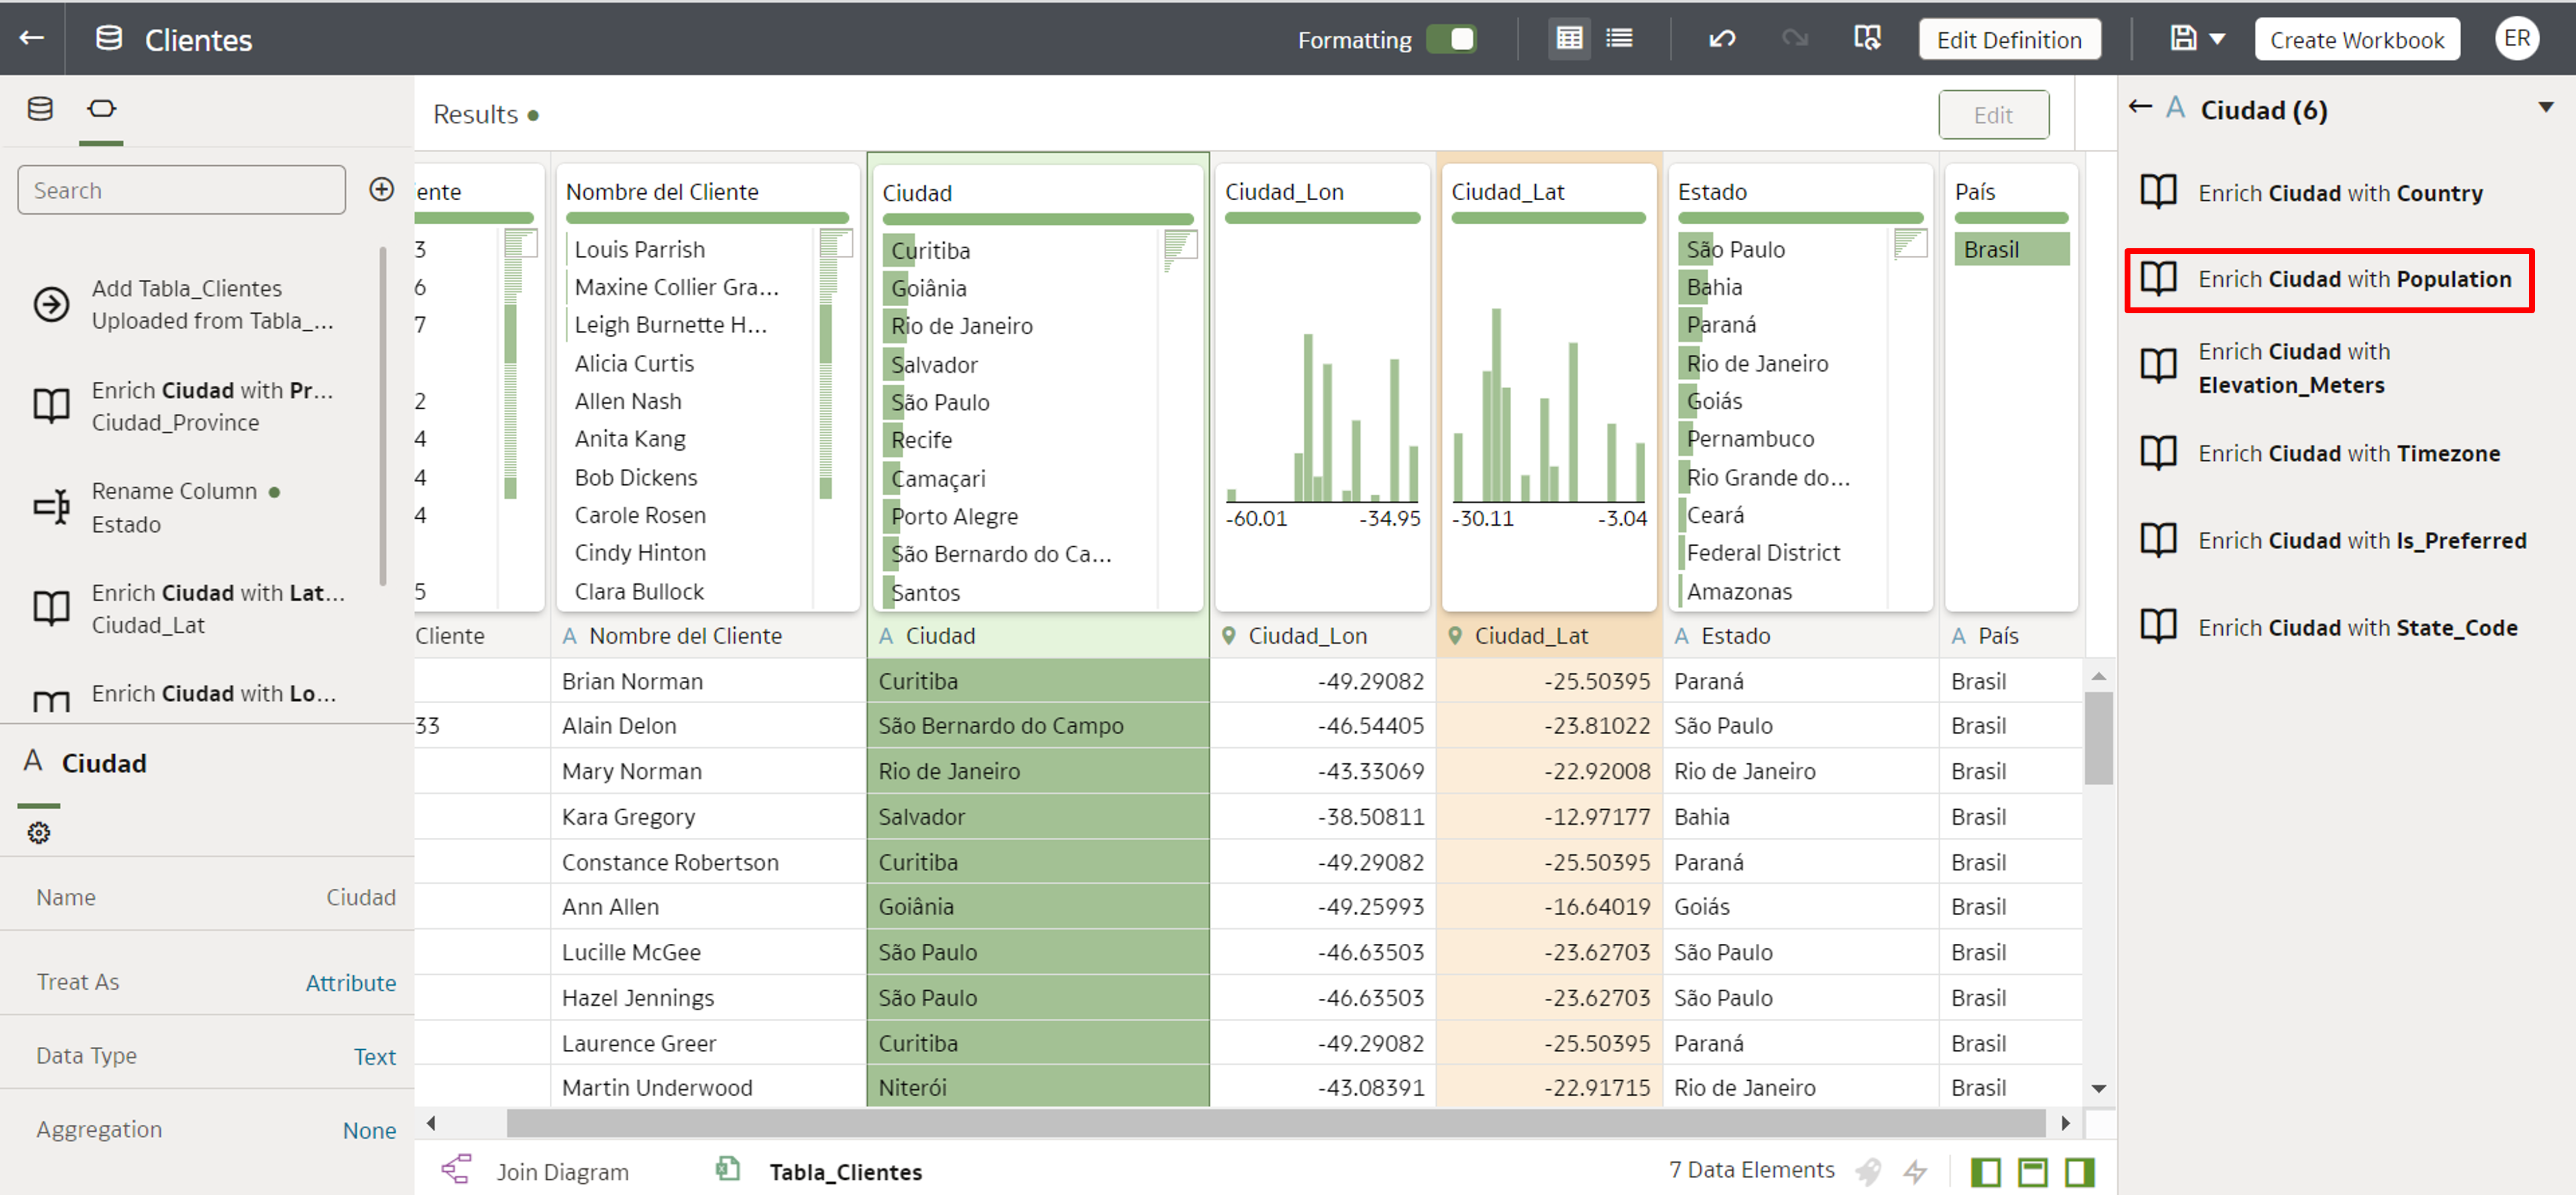 Clientes
Formatting
Edit Definition
Create Workbook
ER
Search
Add Tabla_Clientes
Uploaded from Tabla_...
Enrich Ciudad with Pr...
Ciudad_Province
Rename Column
Estado
Enrich Ciudad with Lat...
Ciudad_Lat
Enrich Ciudad with Lo...
A Ciudad
Name Ciudad
Treat As Attribute
Data Type Text
Aggregation None
Results
Edit
ente
3
6
7
2
4
4
4
5
Nombre del Cliente
Louis Parrish
Maxine Collier Gra...
Leigh Burnette H...
Alicia Curtis
Allen Nash
Anita Kang
Bob Dickens
Carole Rosen
Cindy Hinton
Clara Bullock
Ciudad
Curitiba
Goiânia
Rio de Janeiro
Salvador
São Paulo
Recife
Camaçari
Porto Alegre
São Bernardo do Ca...
Santos
Ciudad_Lon
-60.01 -34.95
Ciudad_Lat
-30.11 -3.04
Estado
São Paulo
Bahia
Paraná
Rio de Janeiro
Goiás
Pernambuco
Rio Grande do...
Ceará
Federal District
Amazonas
País
Brasil
Cliente A Nombre del Cliente A Ciudad Ciudad_Lon Ciudad_Lat A Estado A País
Brian Norman Curitiba -49.29082 -25.50395 Paraná Brasil
33 Alain Delon São Bernardo do Campo -46.54405 -23.81022 São Paulo Brasil
Mary Norman Rio de Janeiro -43.33069 -22.92008 Rio de Janeiro Brasil
Kara Gregory Salvador -38.50811 -12.97177 Bahia Brasil
Constance Robertson Curitiba -49.29082 -25.50395 Paraná Brasil
Ann Allen Goiânia -49.25993 -16.64019 Goiás Brasil
Lucille McGee São Paulo -46.63503 -23.62703 São Paulo Brasil
Hazel Jennings São Paulo -46.63503 -23.62703 São Paulo Brasil
Laurence Greer Curitiba -49.29082 -25.50395 Paraná Brasil
Martin Underwood Niterói -43.08391 -22.91715 Rio de Janeiro Brasil
Join Diagram
Tabla_Clientes
7 Data Elements
A Ciudad (6)
Enrich Ciudad with Country
Enrich Ciudad with Population
Enrich Ciudad with
Elevation_Meters
Enrich Ciudad with Timezone
Enrich Ciudad with Is_Preferred
Enrich Ciudad with State_Code